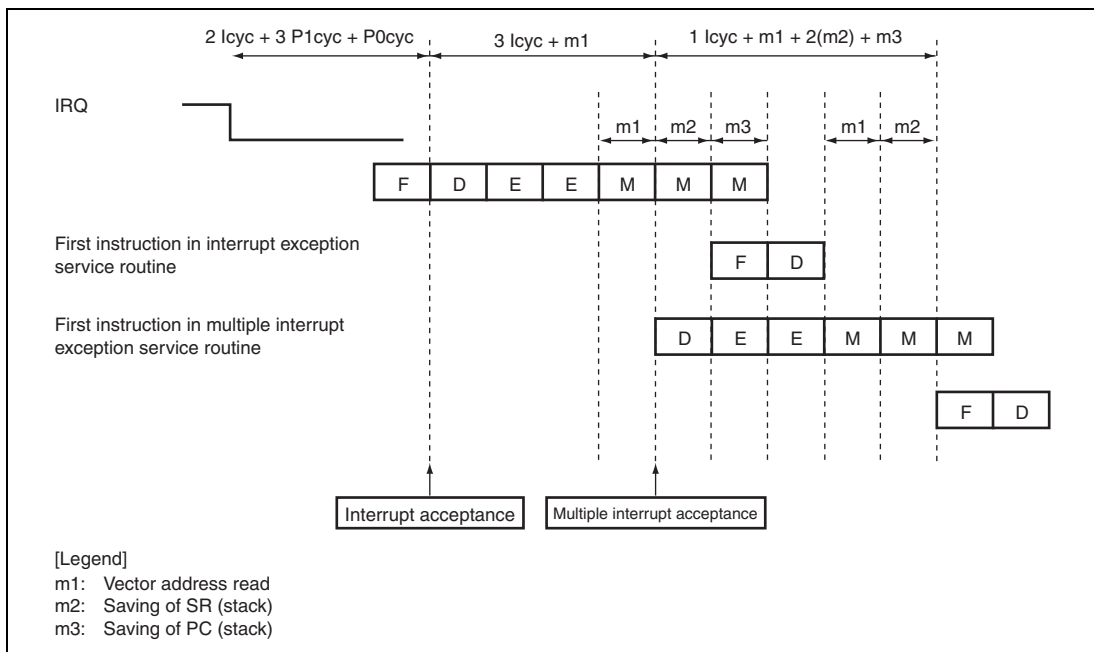 2 Icyc + 3 P1cyc + P0cyc 3 Icyc + m1 1 Icyc + m1 + 2(m2) + m3
IRQ
m1 m2 m3 m1 m2
F D E E M M M
First instruction in interrupt exception
service routine
F D
First instruction in multiple interrupt
exception service routine
D E E M M M
F D
Interrupt acceptance Multiple interrupt acceptance
[Legend]
m1: Vector address read
m2: Saving of SR (stack)
m3: Saving of PC (stack)